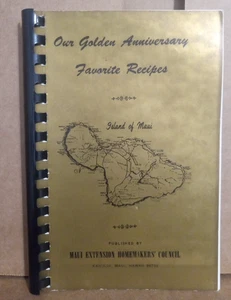 Our Golden Anniversary
Favorite Recipes
Island of Maui
PUBLISHED BY
MAUI EXTENSION HOMEMAKERS' COUNCIL